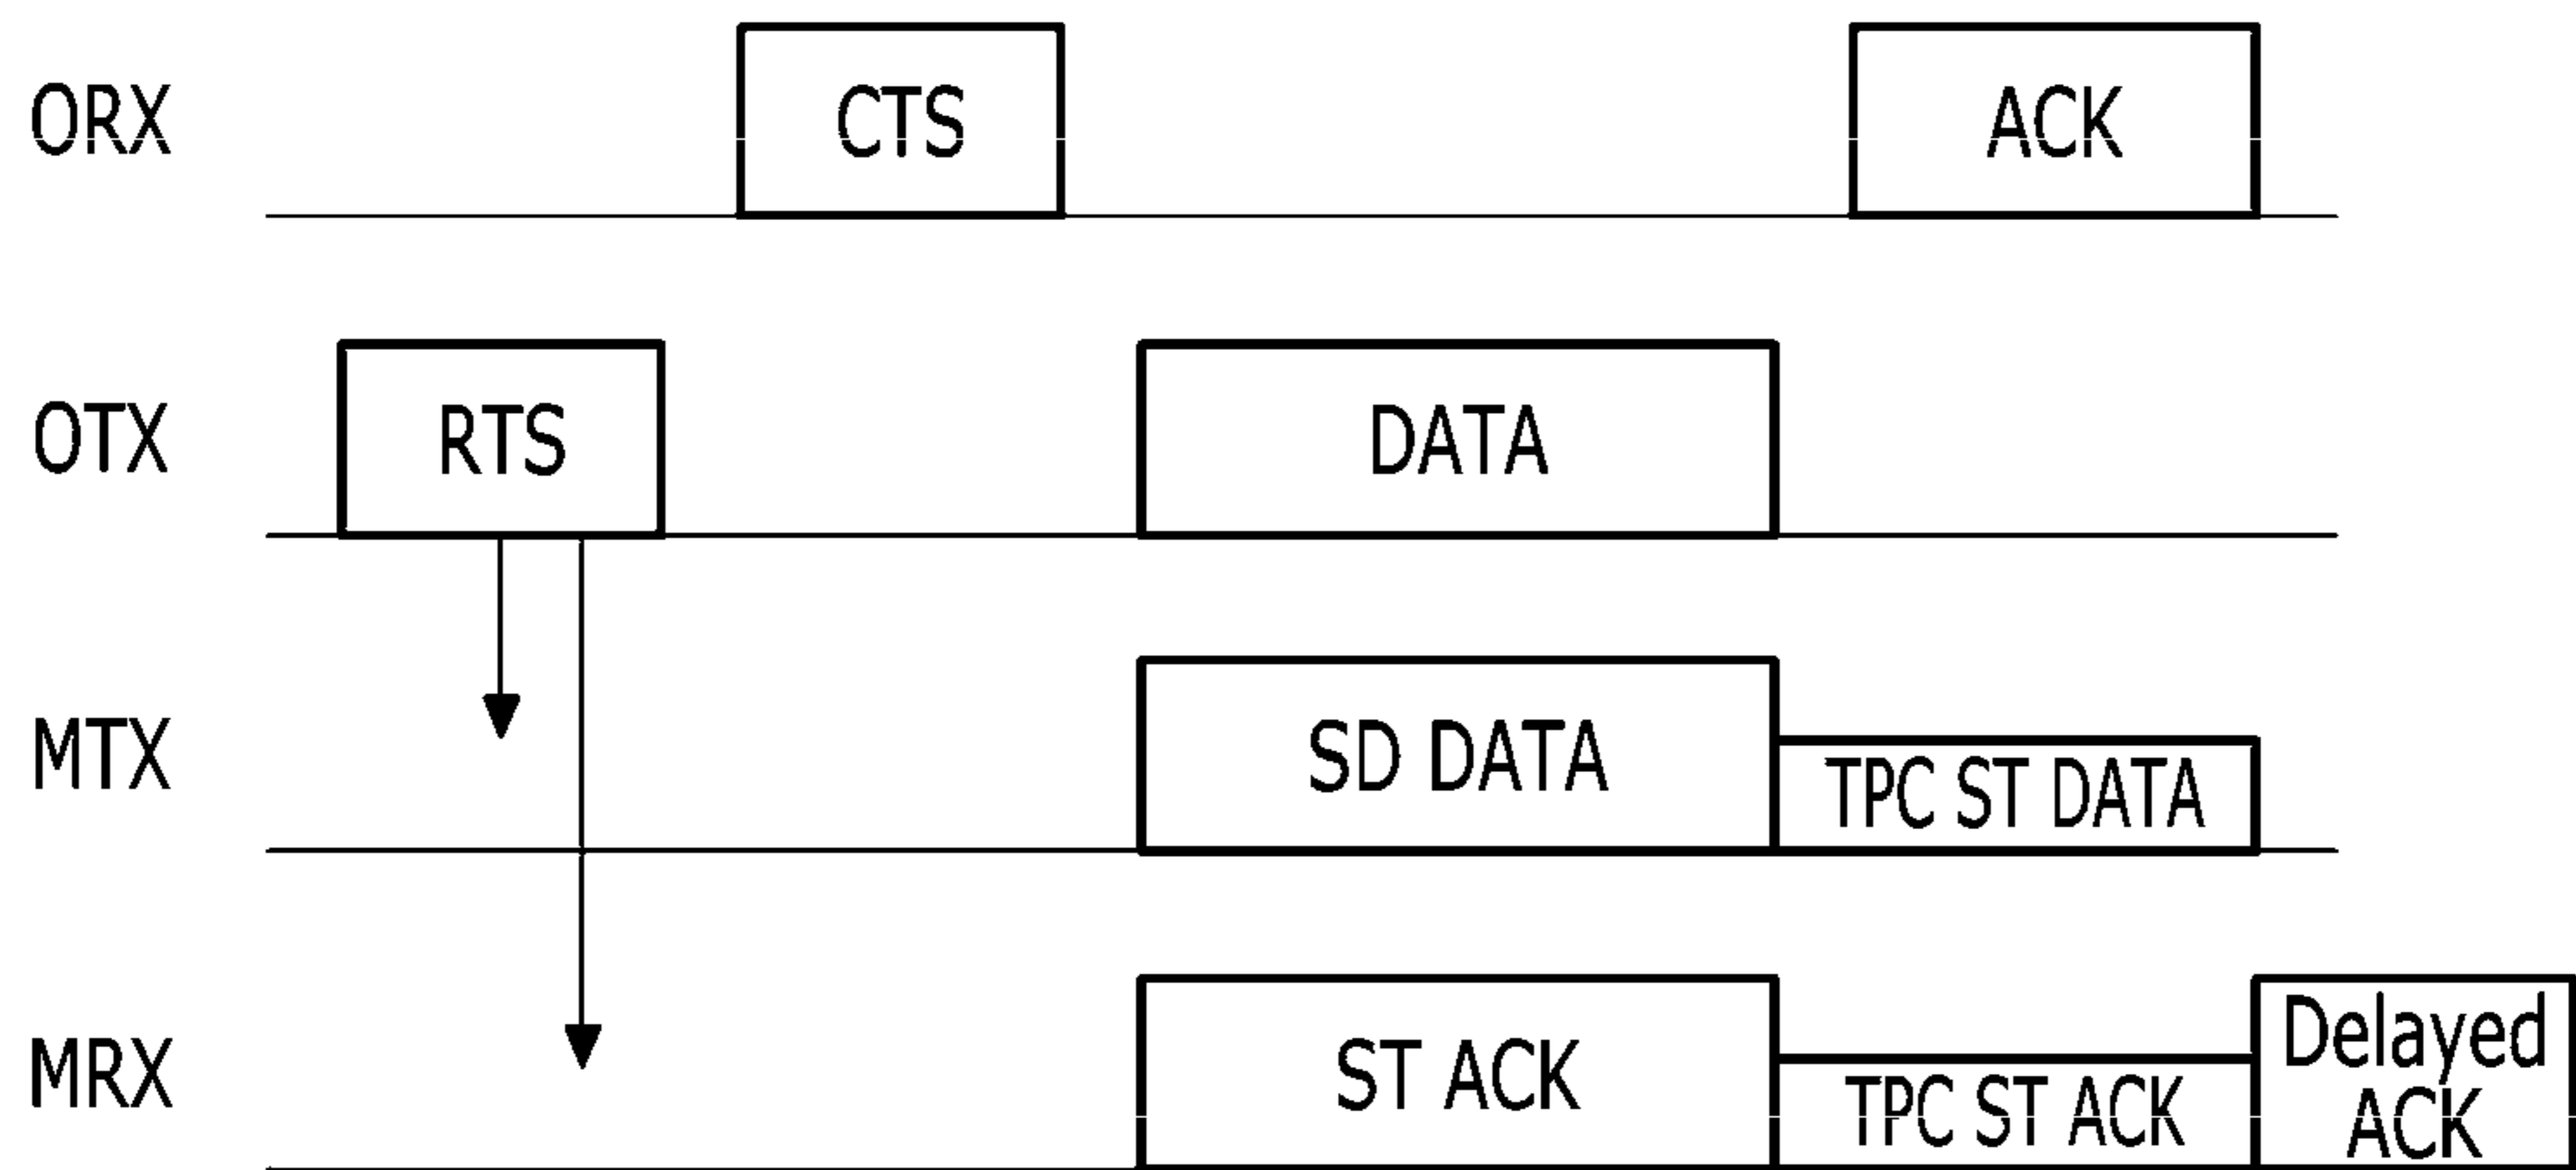 ORX
CTS
ACK
OTX
RTS
DATA
MTX
SD DATA
TPC ST DATA
MRX
ST ACK
TPC ST ACK
Delayed
ACK